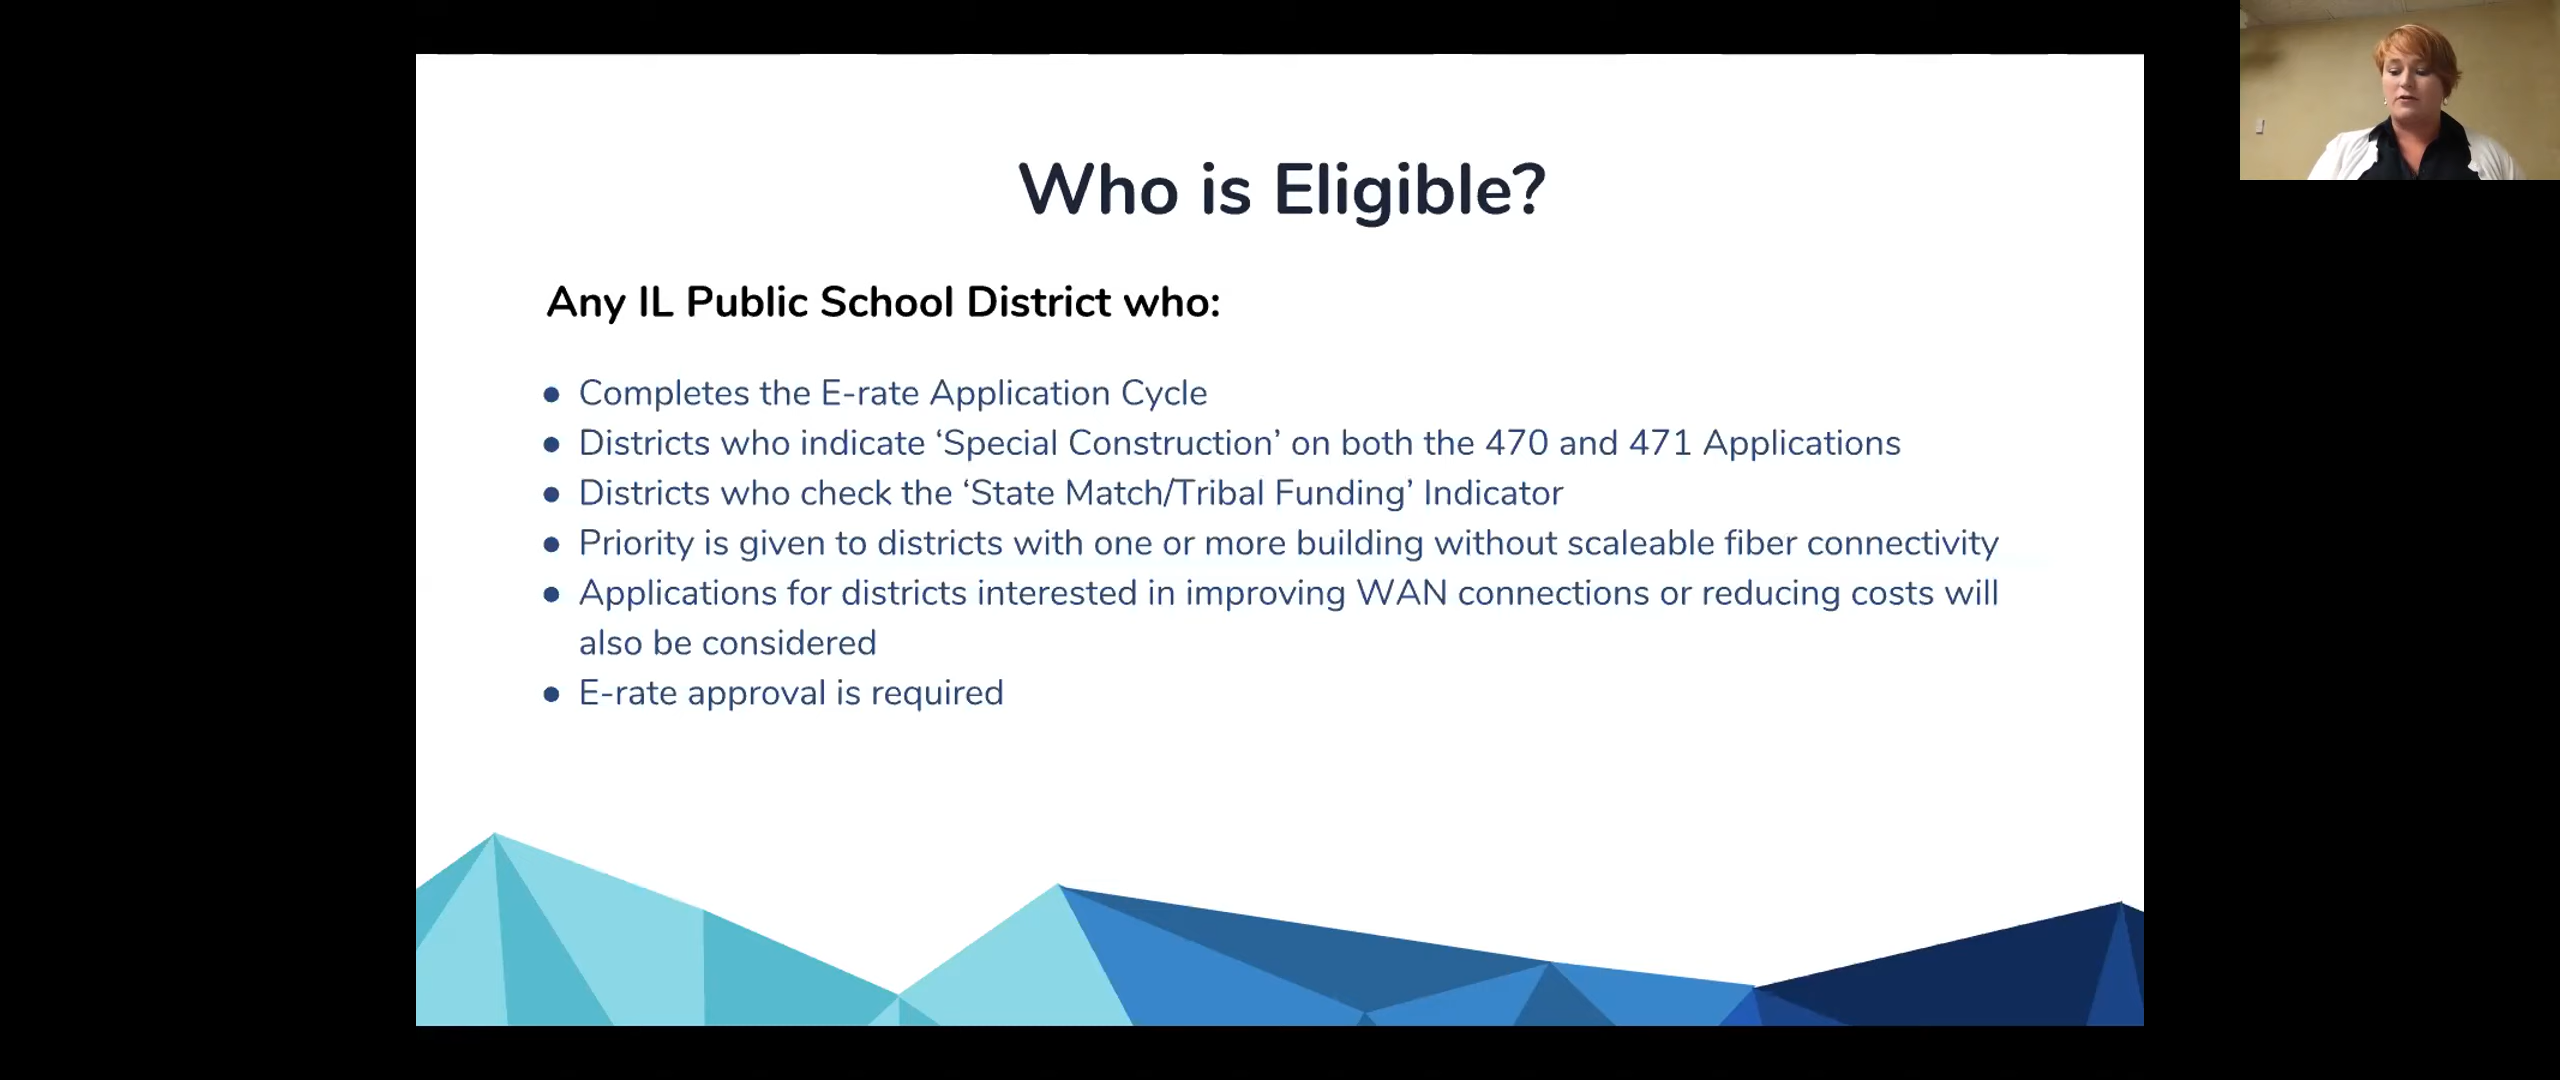 Who is Eligible?
Any IL Public School District who:
● Completes the E-rate Application Cycle
● Districts who indicate ‘Special Construction’ on both the 470 and 471 Applications
● Districts who check the ‘State Match/Tribal Funding’ Indicator
● Priority is given to districts with one or more building without scaleable fiber connectivity
● Applications for districts interested in improving WAN connections or reducing costs will
also be considered
● E-rate approval is required